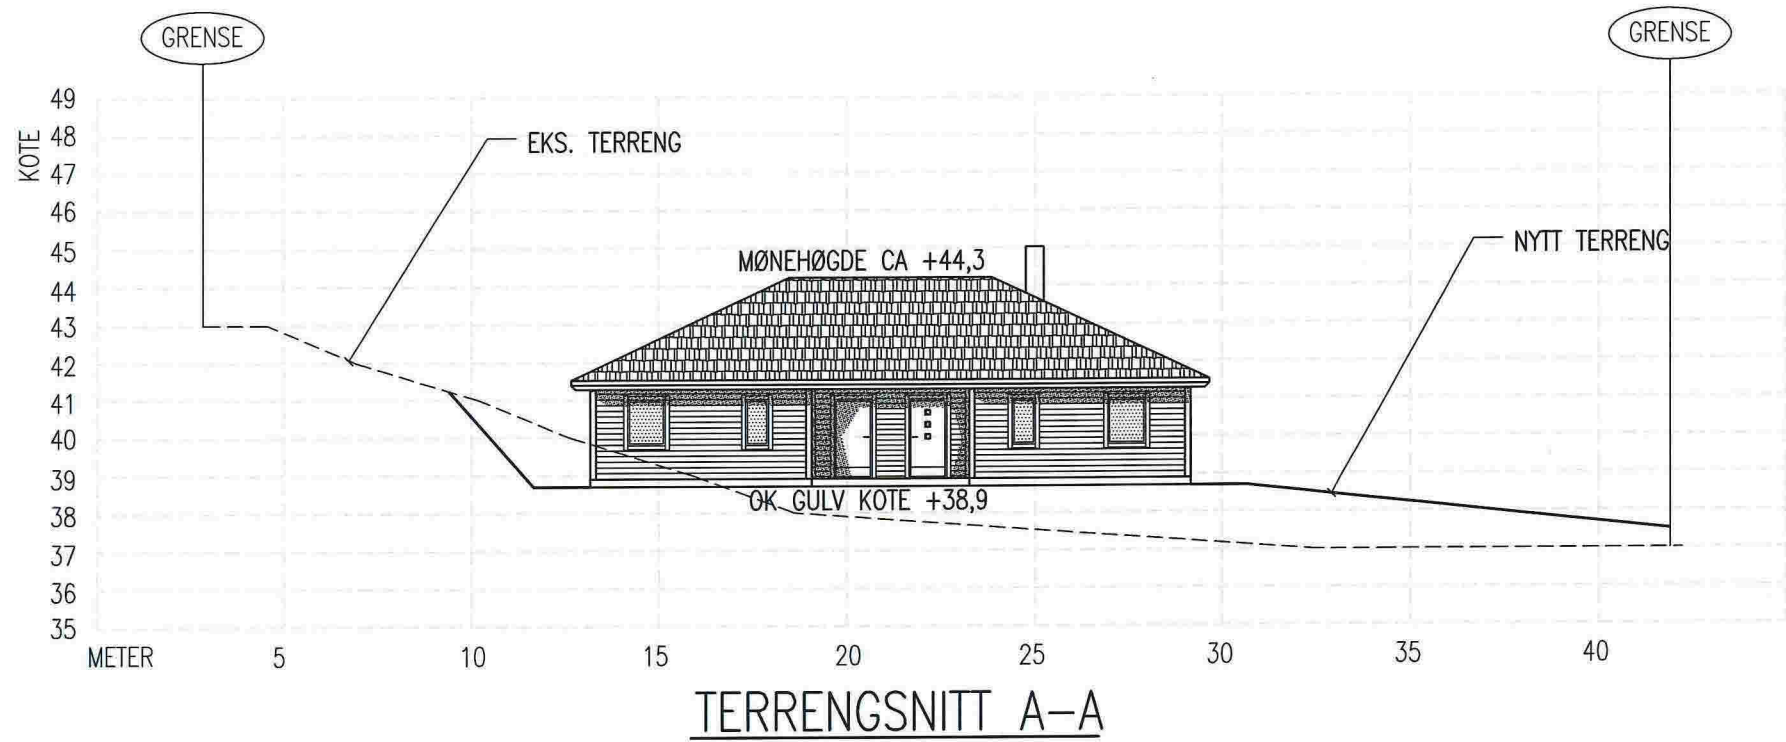 GRENSE
GRENSE
KOTE
49
48
47
46
45
44
43
42
41
40
39
38
37
36
35
EKS. TERRENG
NYTT TERRENG
MØNEHØGDE CA +44,3
OK GULV KOTE +38,9
METER 5 10 15 20 25 30 35 40
TERRENGSNITT A-A